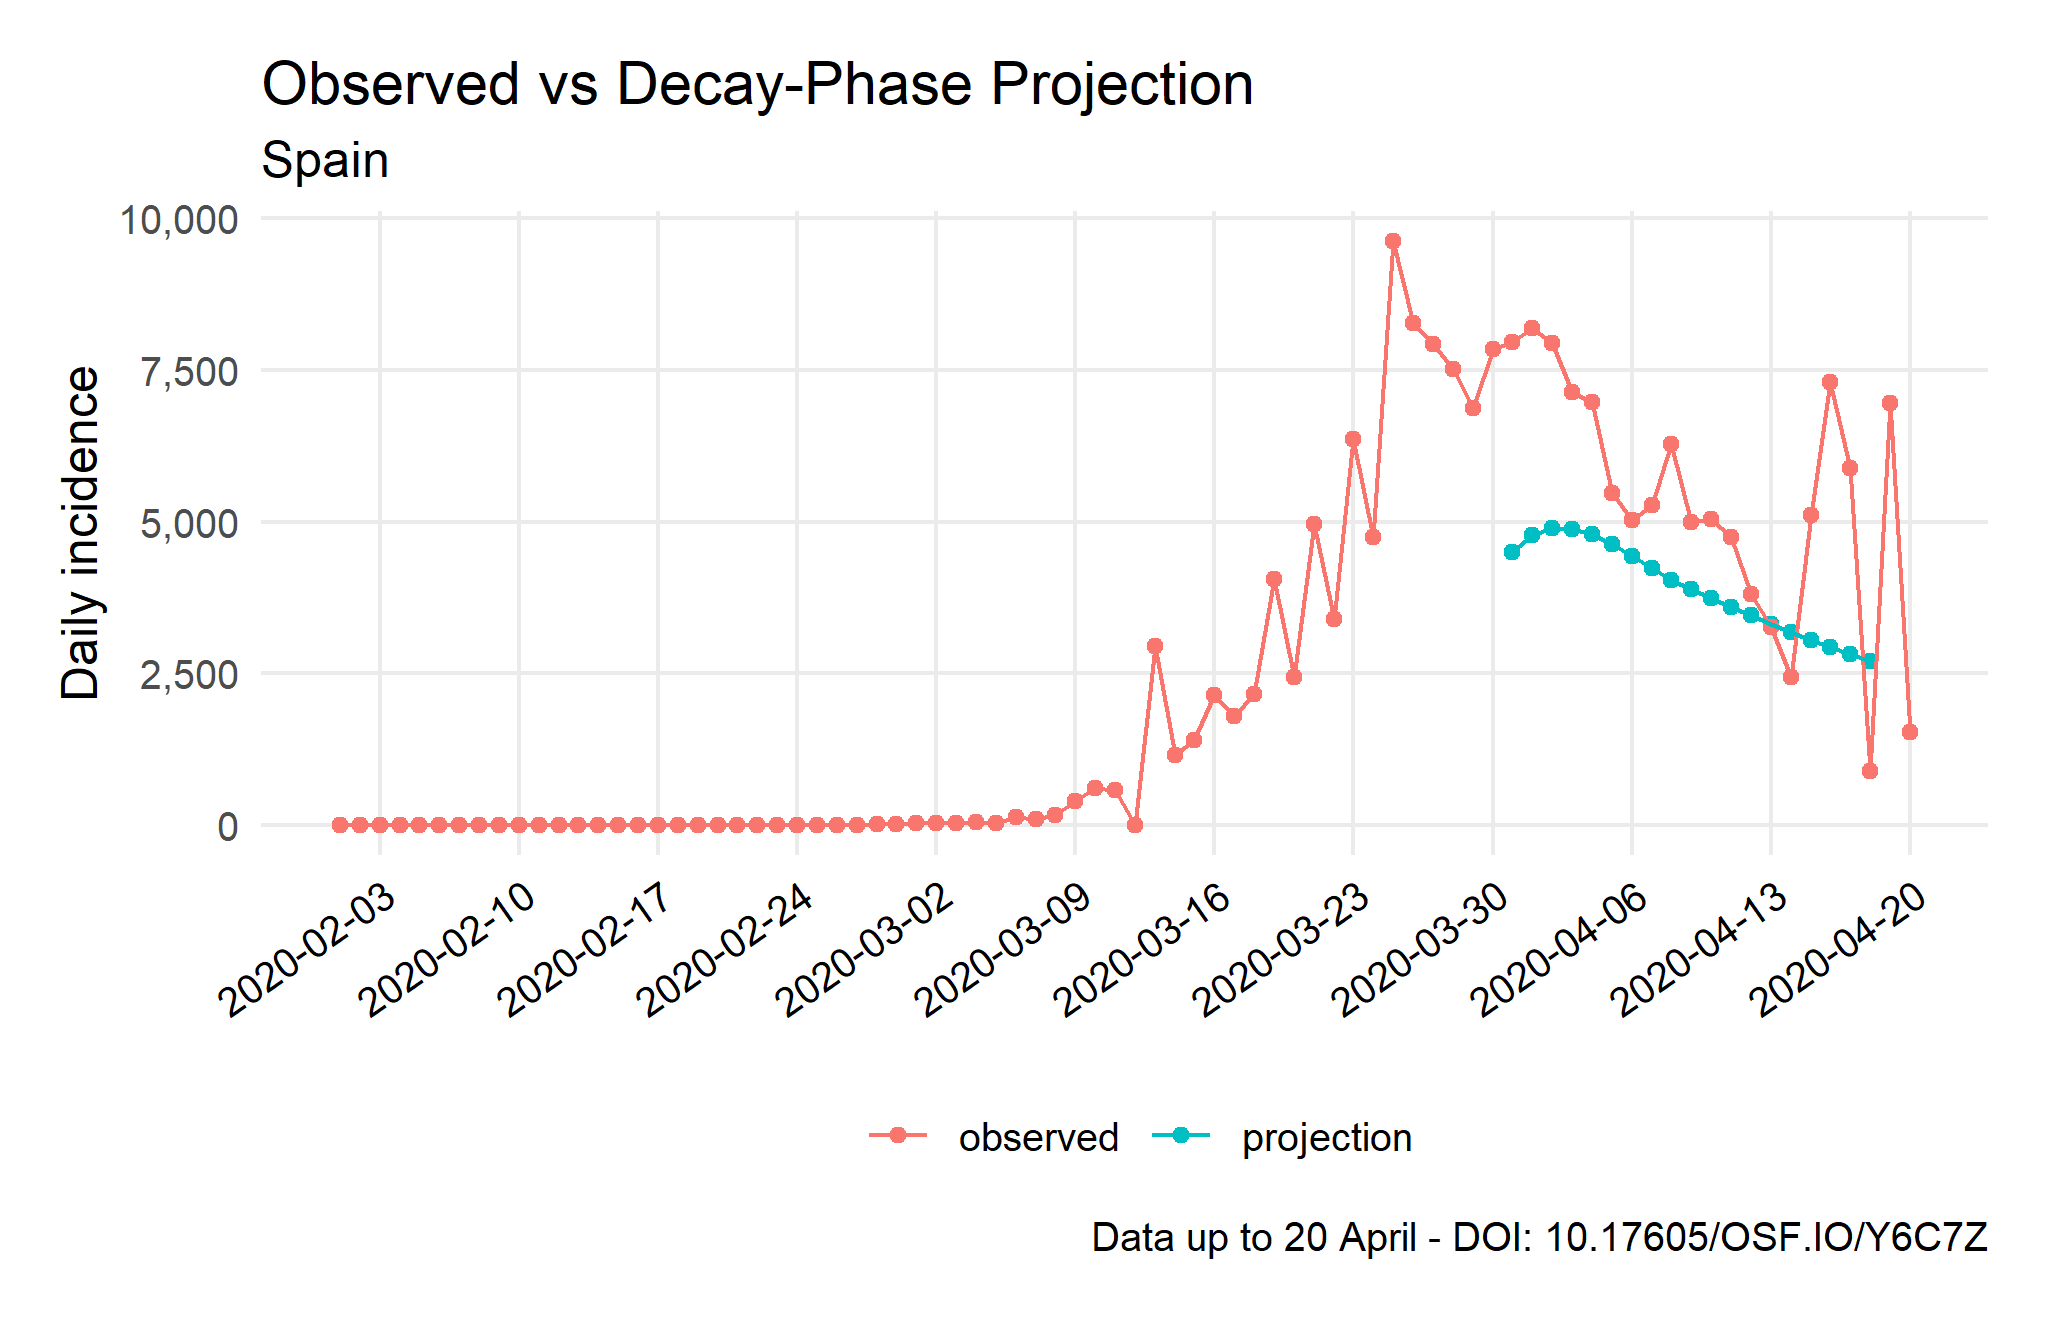 Observed vs Decay-Phase Projection
Spain
10,000
7,500
5,000
2,500
0
Daily incidence
2020-02-03
2020-02-10
2020-02-17
2020-02-24
2020-03-02
2020-03-09
2020-03-16
2020-03-23
2020-03-30
2020-04-06
2020-04-13
2020-04-20
observed
projection
Data up to 20 April - DOI: 10.17605/OSF.IO/Y6C7Z